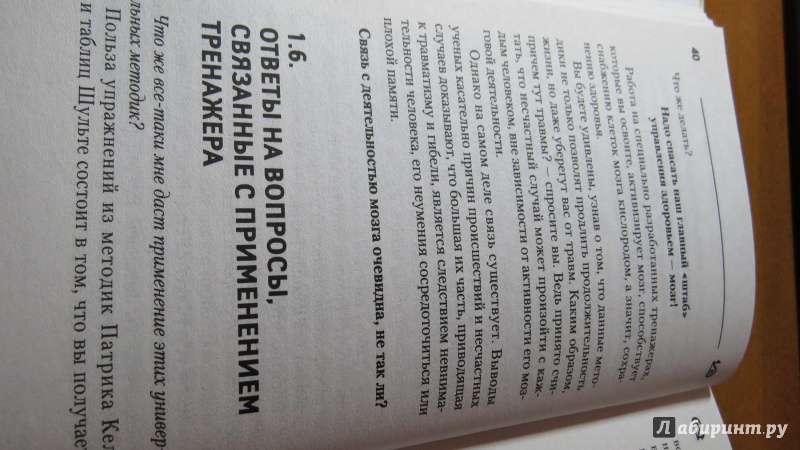 40
Что же делать?
Надо спасать наш главный «штаб»
управления здоровьем — мозг!
Работа на специально разработанных тренажерах,
которые вы освоите, активизирует мозг, способствует
снабжению клеток мозга кислородом, а значит, сохра-
нению здоровья.
Вы будете удивлены, узнав о том, что данные мето-
дики не только позволят продлить продолжительность
жизни, но даже уберегут вас от травм. Каким образом,
причем тут травмы? — спросите вы. Ведь принято счи-
тать, что несчастный случай может произойти с каж-
дым человеком, вне зависимости от активности его моз-
говой деятельности.
Однако на самом деле связь существует. Выводы
ученых касательно причин происшествий и несчастных
случаев доказывают, что большая их часть, приводящая
к травматизму и гибели, является следствием невнима-
тельности человека, его неумения сосредоточиться или
плохой памяти.
Связь с деятельностью мозга очевидна, не так ли?
1.6.
ОТВЕТЫ НА ВОПРОСЫ,
СВЯЗАННЫЕ С ПРИМЕНЕНИЕМ
ТРЕНАЖЕРА
Что же все-таки мне даст применение этих универ-
льных методик?
Польза упражнений из методик Патрика Кел
и таблиц Шульте состоит в том, что вы получает
Лабиринт.ру